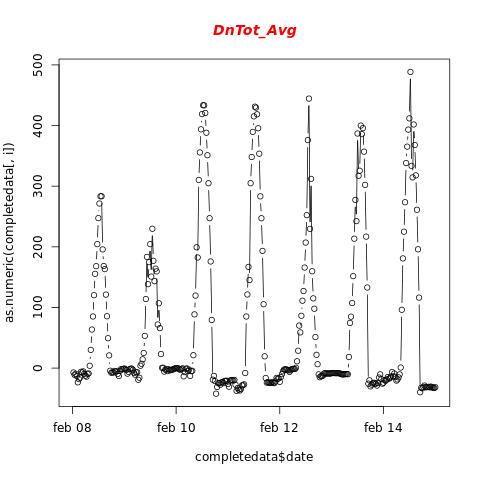 DnTot_Avg
500
400
300
200
100
0
as.numeric(completedata[, i])
feb 08 feb 10 feb 12 feb 14
completedata$date